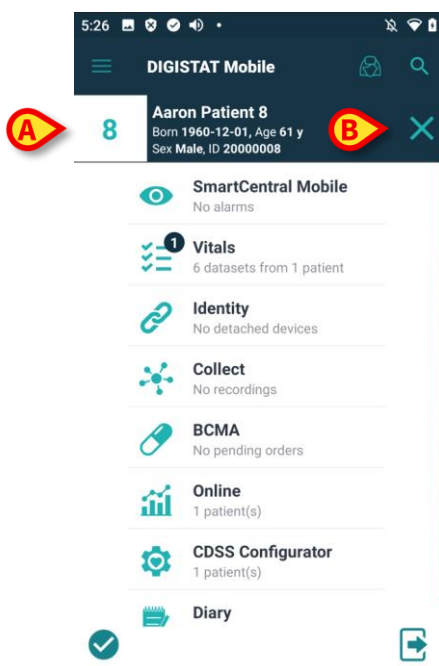 5:26
DIGISTAT Mobile
A
8
Aaron Patient 8
Born 1960-12-01, Age 61 y
Sex Male, ID 20000008
B
SmartCentral Mobile
No alarms
1
Vitals
6 datasets from 1 patient
Identity
No detached devices
Collect
No recordings
BCMA
No pending orders
Online
1 patient(s)
CDSS Configurator
1 patient(s)
Diary